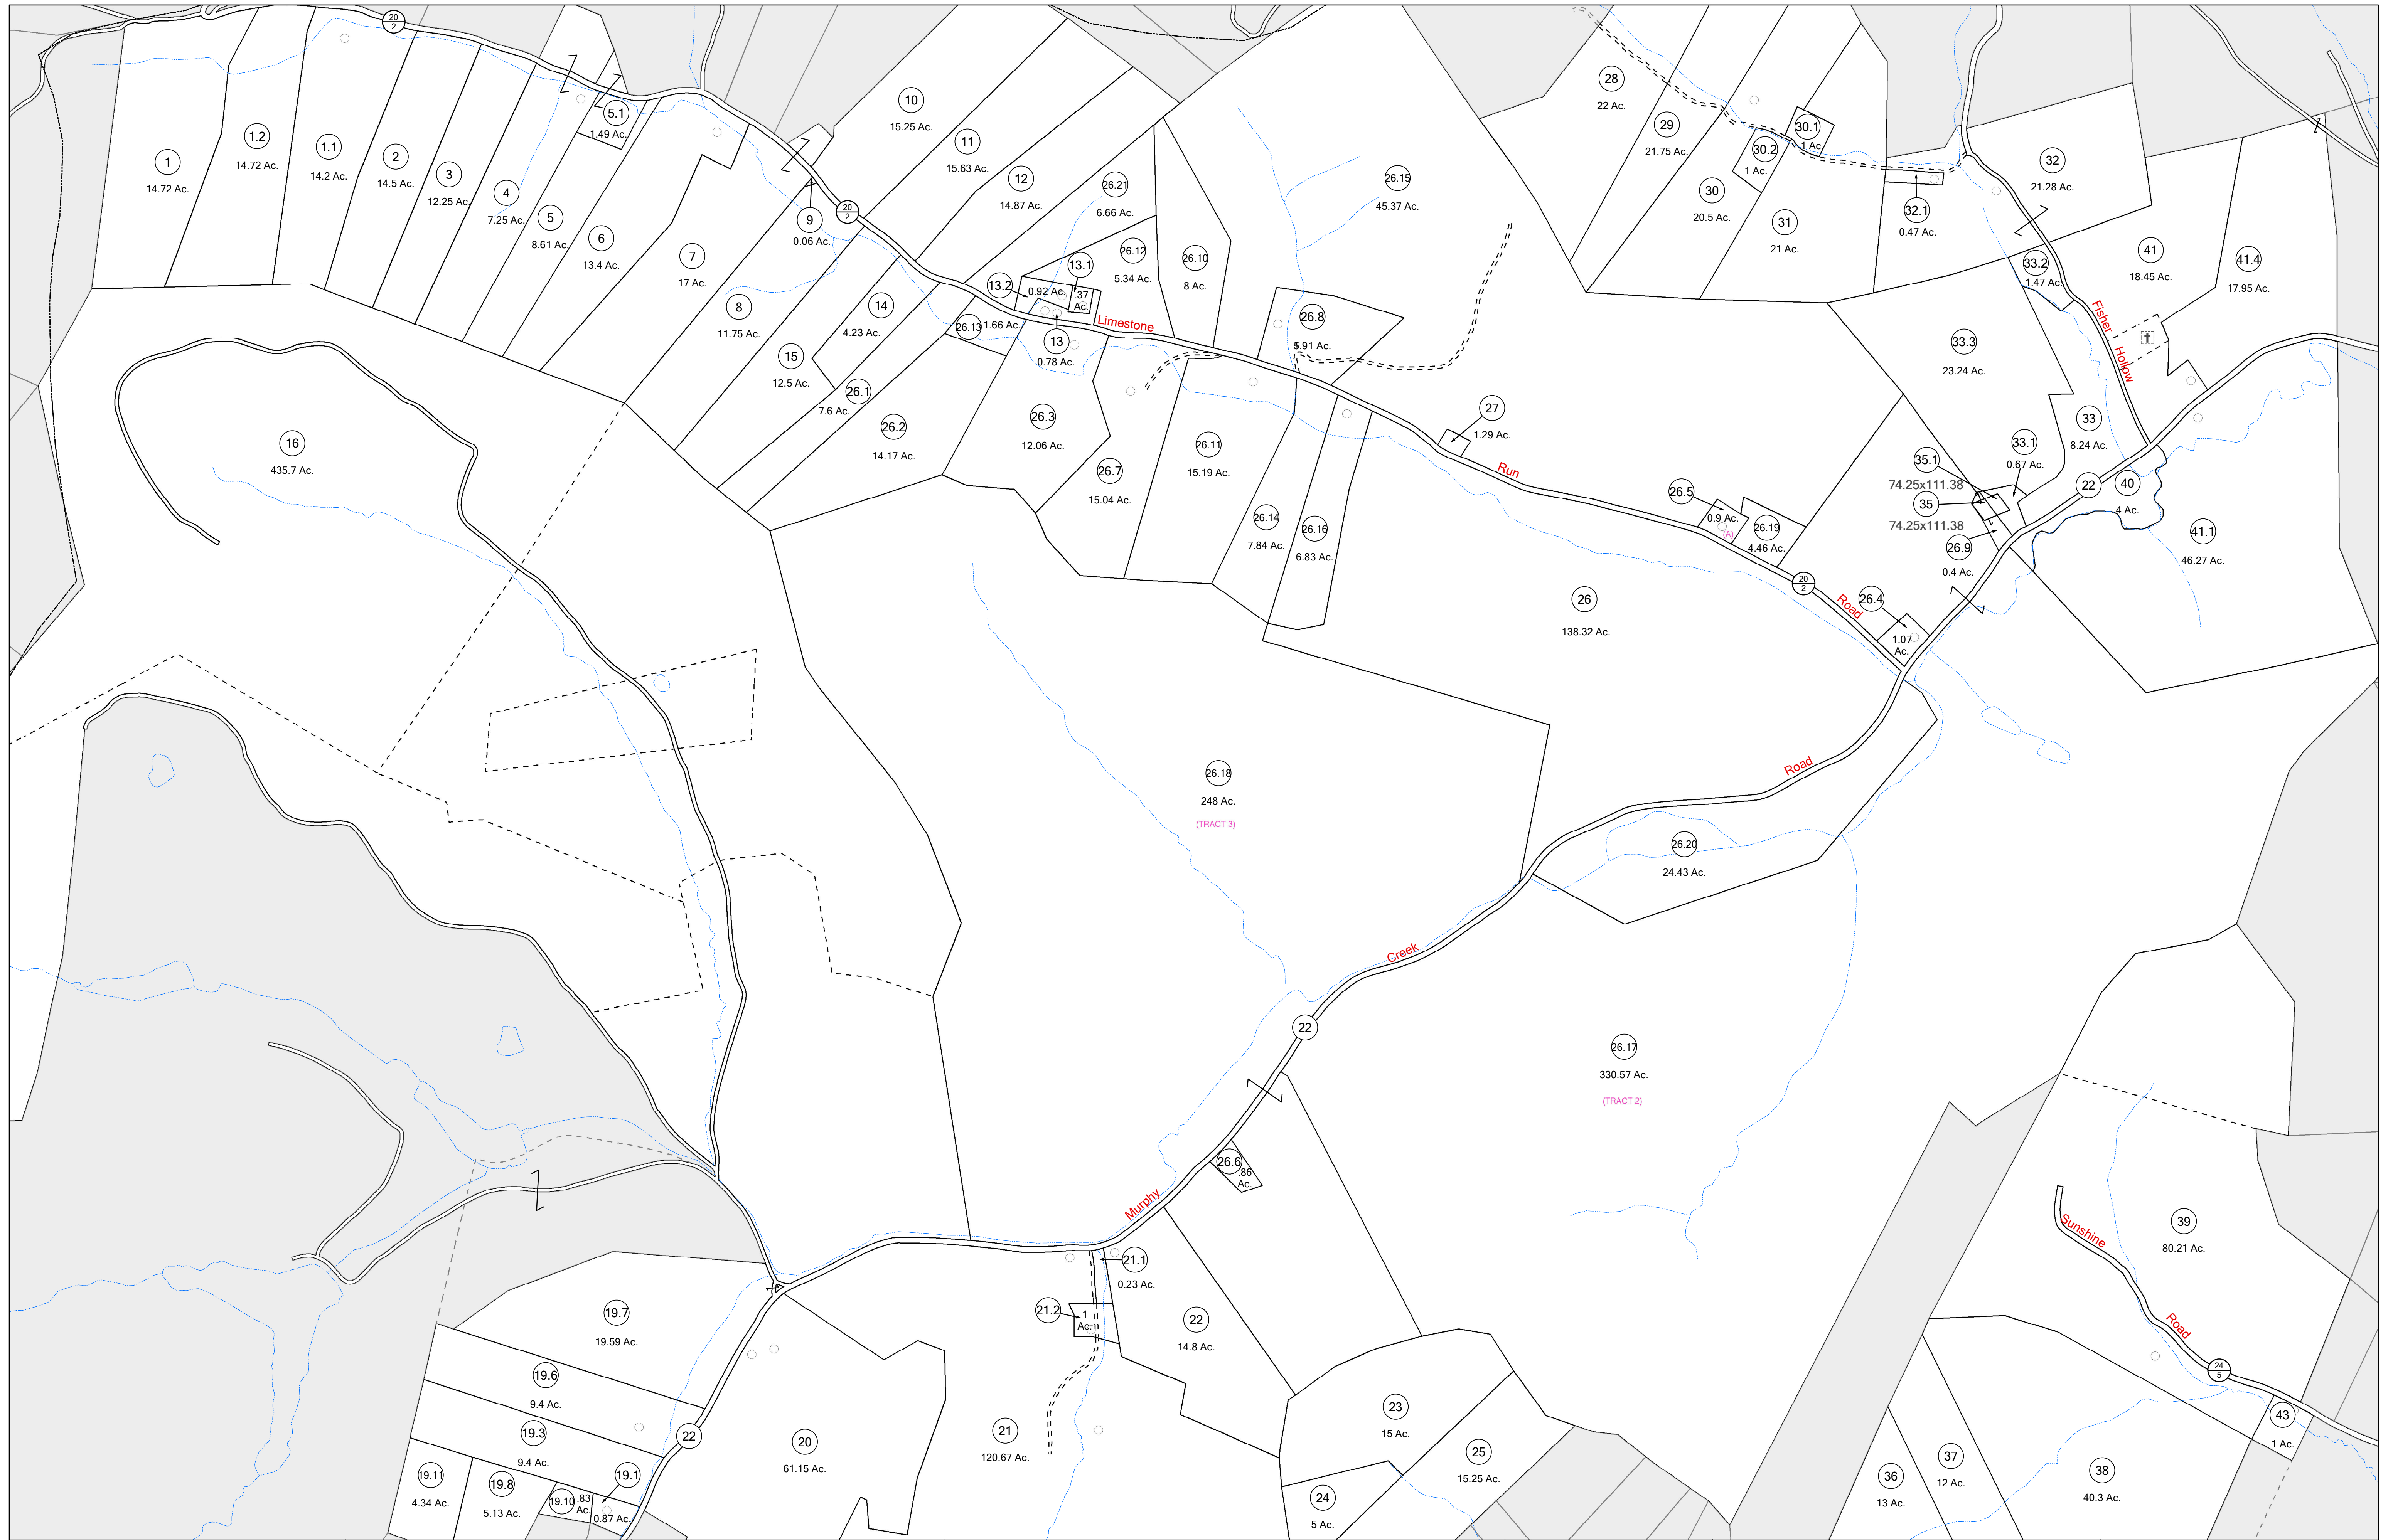 20
2
1
14.72 Ac.
1.2
14.72 Ac.
1.1
14.2 Ac.
2
14.5 Ac.
3
12.25 Ac.
4
7.25 Ac.
5
8.61 Ac.
5.1
1.49 Ac.
6
13.4 Ac.
7
17 Ac.
8
11.75 Ac.
9
0.06 Ac.
20
2
10
15.25 Ac.
11
15.63 Ac.
12
14.87 Ac.
26.21
6.66 Ac.
26.12
5.34 Ac.
26.10
8 Ac.
26.15
45.37 Ac.
13.1
.37
Ac.
13.2
0.92 Ac.
13
0.78 Ac.
26.13
1.66 Ac.
14
4.23 Ac.
15
12.5 Ac.
26.1
7.6 Ac.
26.2
14.17 Ac.
26.3
12.06 Ac.
26.7
15.04 Ac.
26.11
15.19 Ac.
26.8
5.91 Ac.
26.14
7.84 Ac.
26.16
6.83 Ac.
27
1.29 Ac.
Limestone
Run
Road
28
22 Ac.
29
21.75 Ac.
30
20.5 Ac.
30.1
1 Ac.
30.2
1 Ac.
31
21 Ac.
32
21.28 Ac.
32.1
0.47 Ac.
33.2
1.47 Ac.
41
18.45 Ac.
41.4
17.95 Ac.
Fisher
Hollow
33.3
23.24 Ac.
33
8.24 Ac.
33.1
0.67 Ac.
35.1
74.25x111.38
35
74.25x111.38
26.9
0.4 Ac.
22
40
4 Ac.
41.1
46.27 Ac.
26.5
0.9 Ac.
(A)
26.19
4.46 Ac.
20
2
26.4
1.07
Ac.
26
138.32 Ac.
16
435.7 Ac.
26.18
248 Ac.
(TRACT 3)
Road
26.20
24.43 Ac.
Creek
22
26.17
330.57 Ac.
(TRACT 2)
26.6
.86
Ac.
Murphy
21.1
0.23 Ac.
21.2
1
Ac.
22
14.8 Ac.
19.7
19.59 Ac.
19.6
9.4 Ac.
19.3
9.4 Ac.
19.11
4.34 Ac.
19.8
5.13 Ac.
19.10
.83
Ac.
19.1
0.87 Ac.
22
20
61.15 Ac.
21
120.67 Ac.
23
15 Ac.
24
5 Ac.
25
15.25 Ac.
39
80.21 Ac.
Sunshine
Road
24
5
43
1 Ac.
36
13 Ac.
37
12 Ac.
38
40.3 Ac.